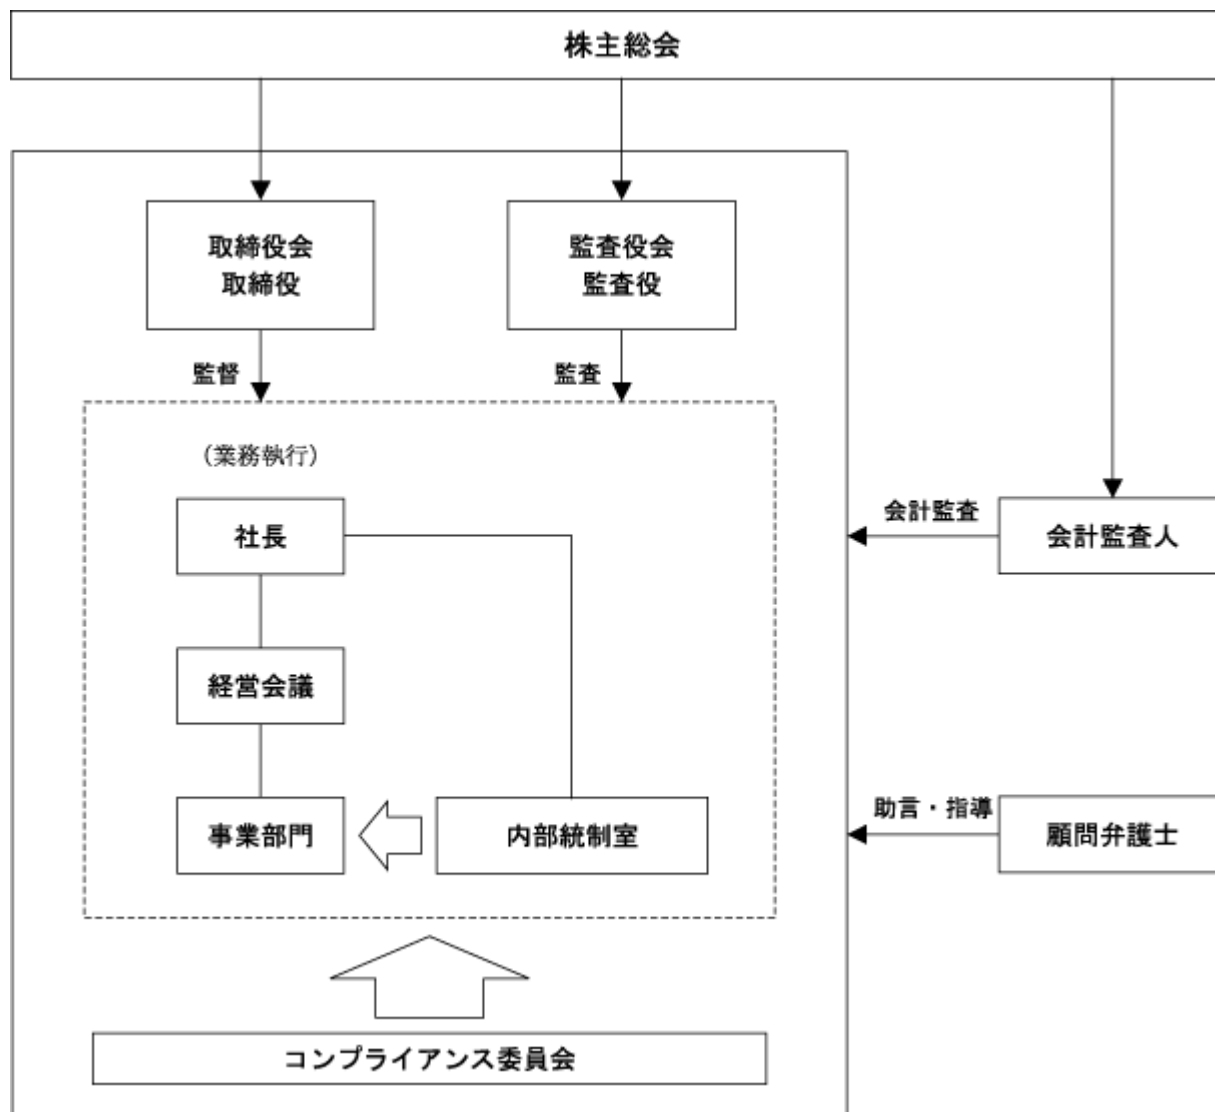 株主総会
取締役会
取締役
監査役会
監査役
監督
監査
（業務執行）
社長
会計監査
会計監査人
経営会議
事業部門
内部統制室
助言・指導
顧問弁護士
コンプライアンス委員会